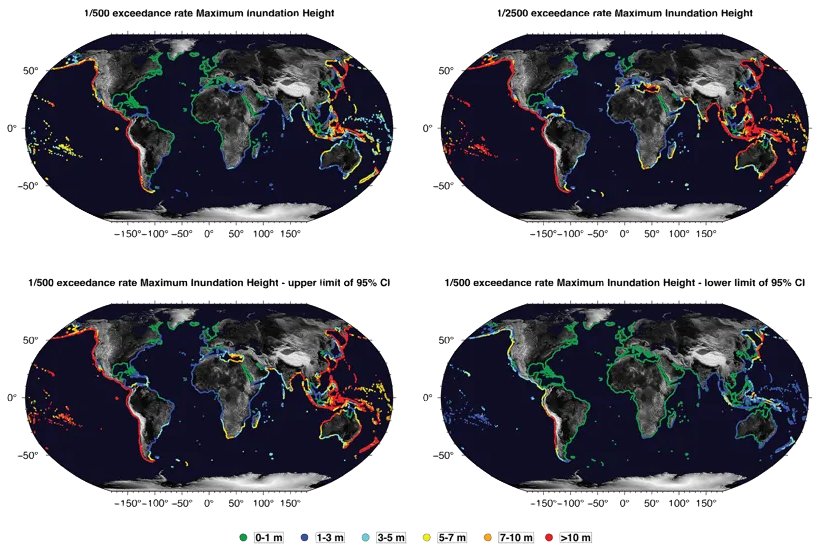 1/500 exceedance rate Maximum Inundation Height
1/2500 exceedance rate Maximum Inundation Height
50°
0°
−50°
50°
0°
−50°
−150°−100° −50° 0° 50° 100° 150°
−150°−100° −50° 0° 50° 100° 150°
1/500 exceedance rate Maximum Inundation Height - upper limit of 95% CI
1/500 exceedance rate Maximum Inundation Height - lower limit of 95% CI
50°
0°
−50°
50°
0°
−50°
−150°−100° −50° 0° 50° 100° 150°
−150°−100° −50° 0° 50° 100° 150°
0-1 m 1-3 m 3-5 m 5-7 m 7-10 m >10 m